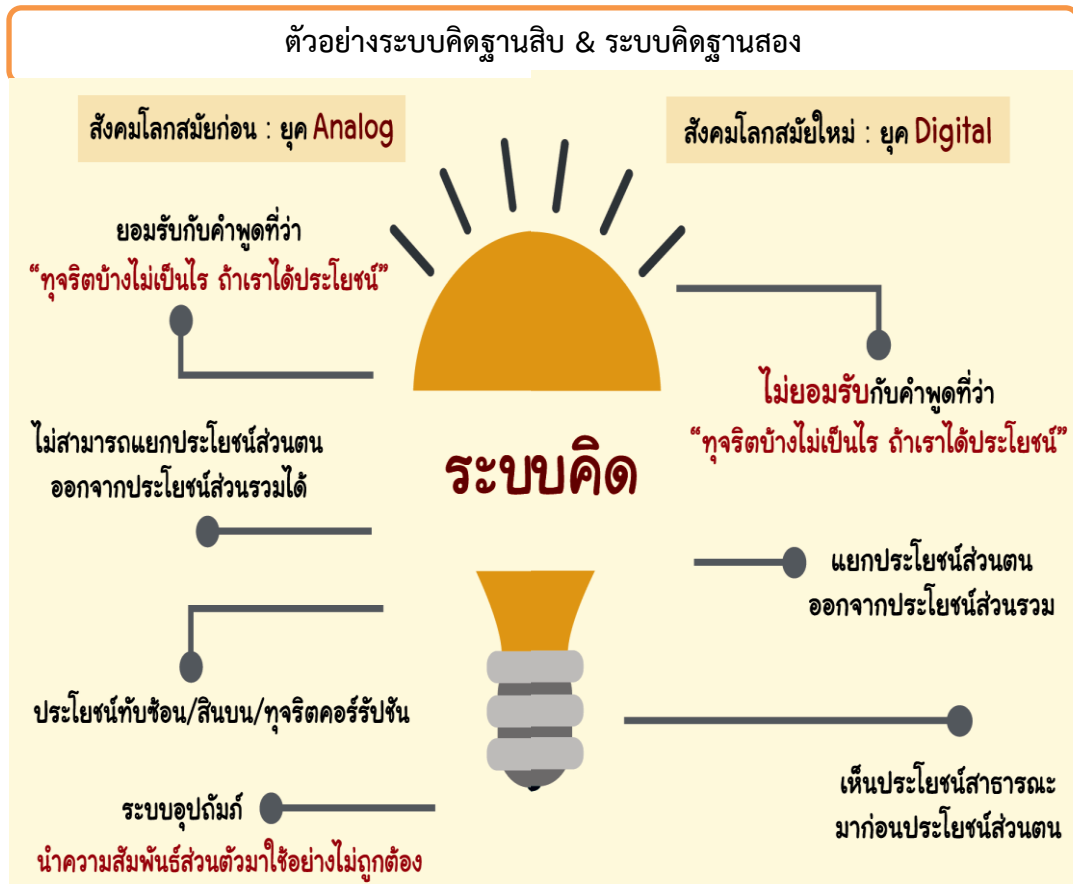 ตัวอย่างระบบคิดฐานสิบ & ระบบคิดฐานสอง
สังคมโลกสมัยก่อน : ยุค Analog
ยอมรับกับคำพูดที่ว่า
“ทุจริตบ้างไม่เป็นไร ถ้าเราได้ประโยชน์”
ไม่สามารถแยกประโยชน์ส่วนตน
ออกจากประโยชน์ส่วนรวมได้
ประโยชน์ทับซ้อน/สินบน/ทุจริตคอร์รัปชัน
ระบบอุปถัมภ์
นำความสัมพันธ์ส่วนตัวมาใช้อย่างไม่ถูกต้อง
ระบบคิด
สังคมโลกสมัยใหม่ : ยุค Digital
ไม่ยอมรับกับคำพูดที่ว่า
“ทุจริตบ้างไม่เป็นไร ถ้าเราได้ประโยชน์”
แยกประโยชน์ส่วนตน
ออกจากประโยชน์ส่วนรวม
เห็นประโยชน์สาธารณะ
มาก่อนประโยชน์ส่วนตน